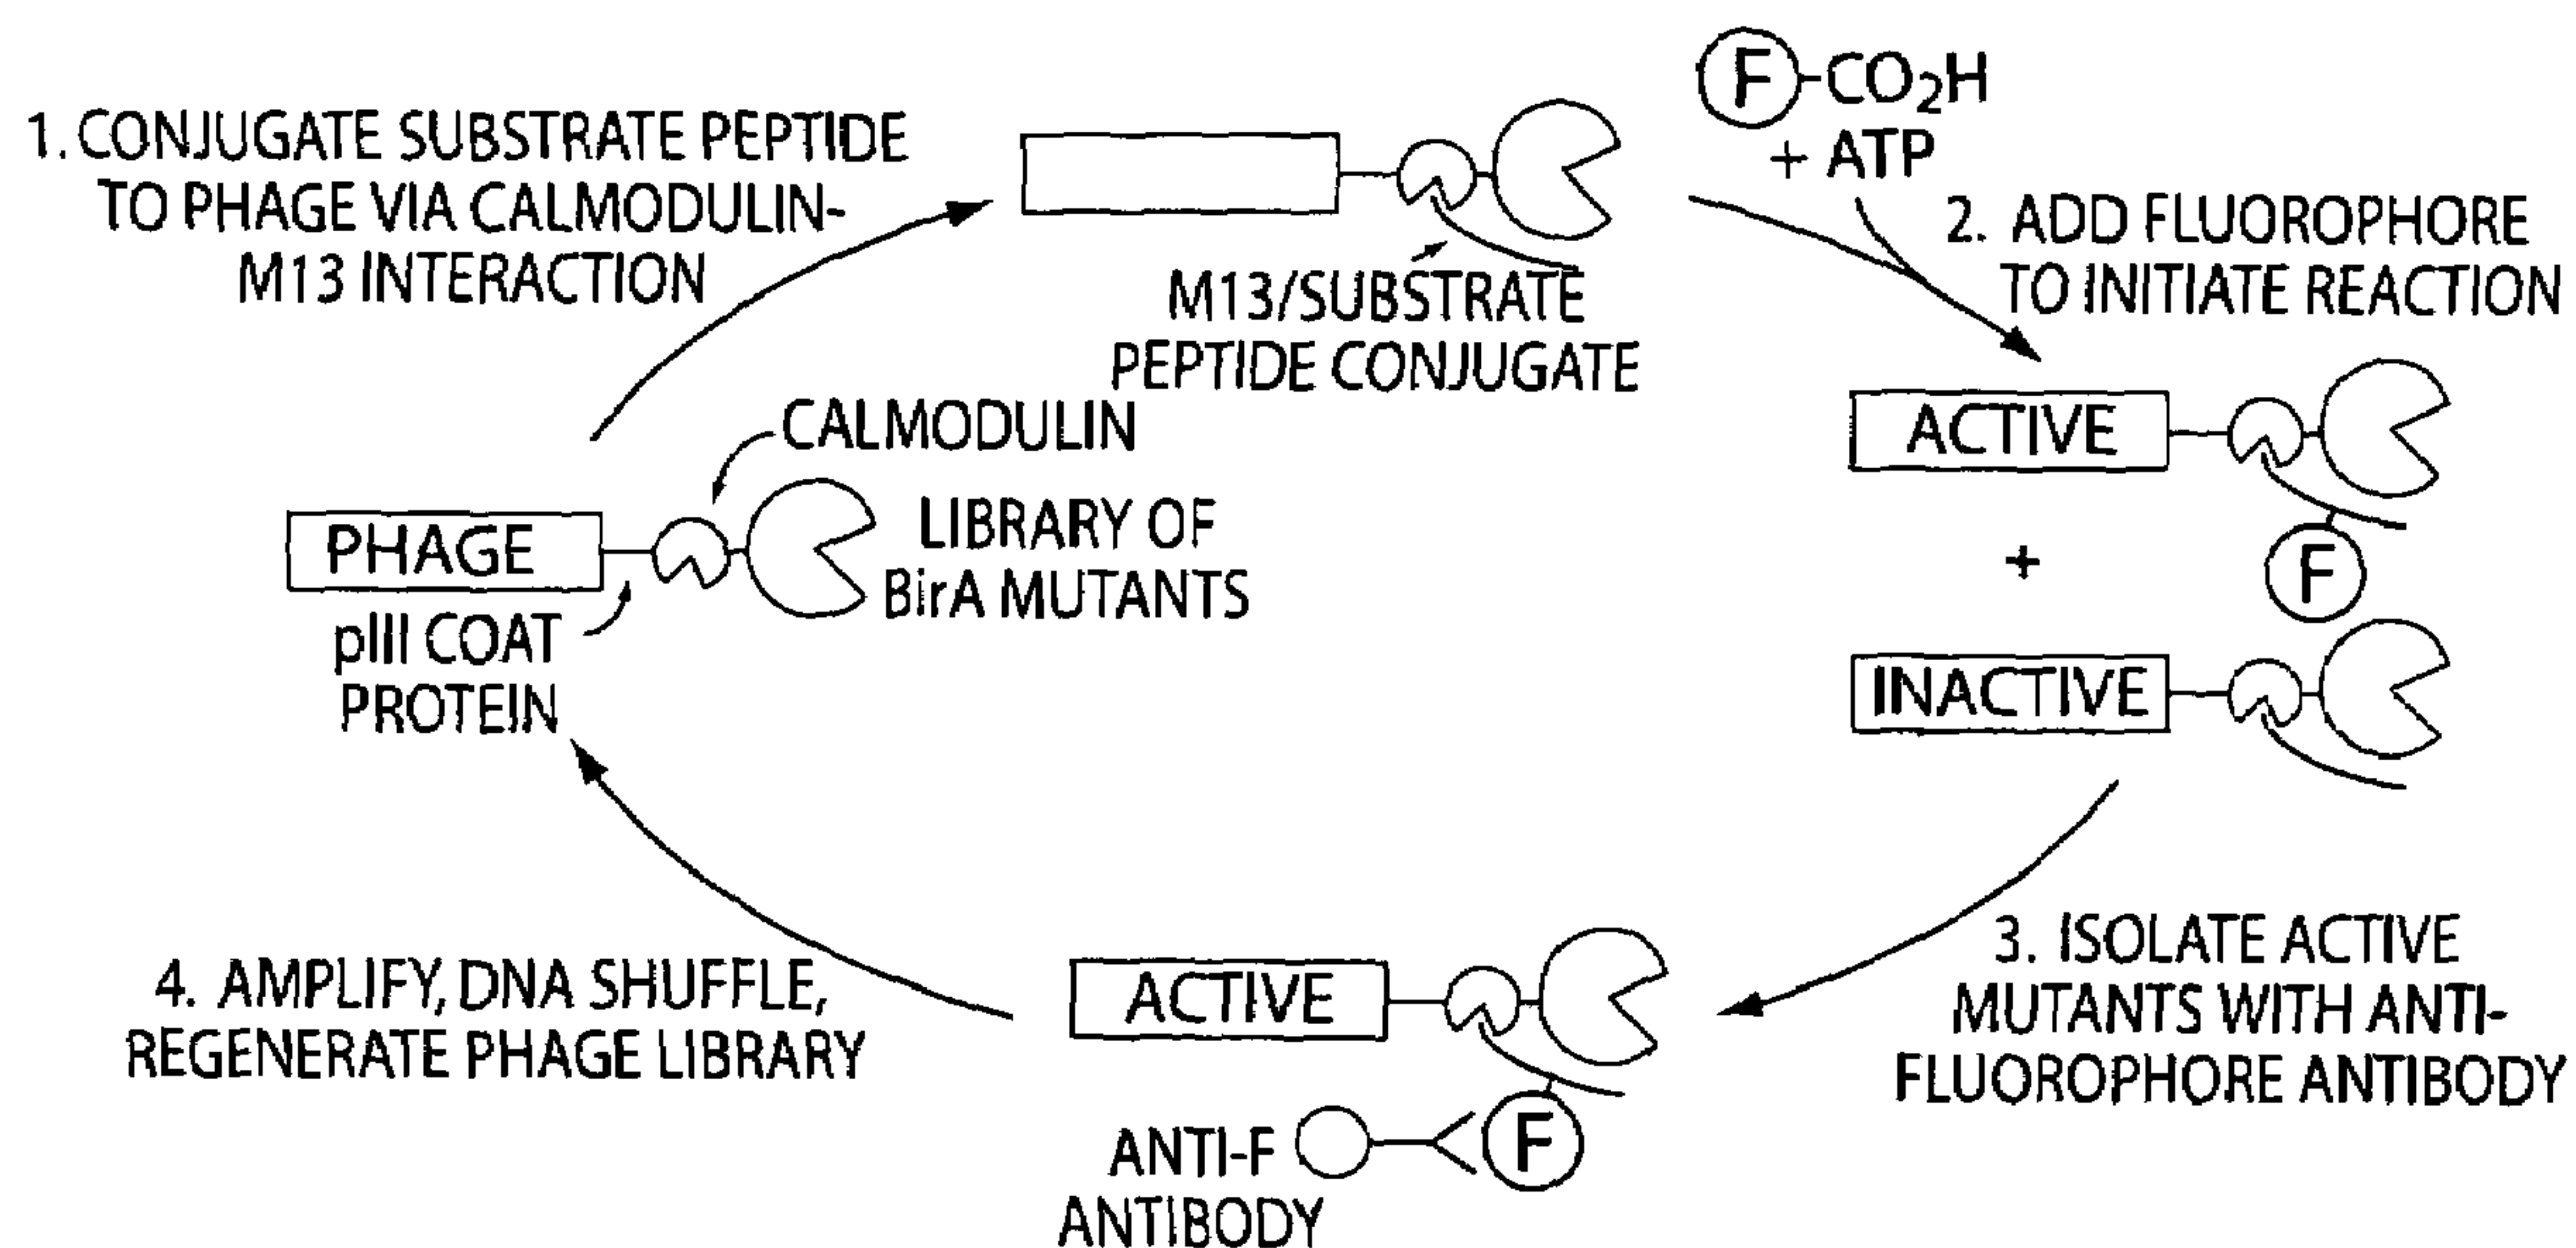 1. CONJUGATE SUBSTRATE PEPTIDE
TO PHAGE VIA CALMODULIN-
M13 INTERACTION
F-CO2H
+ ATP
2. ADD FLUOROPHORE
TO INITIATE REACTION
M13/SUBSTRATE
PEPTIDE CONJUGATE
CALMODULIN
PHAGE
LIBRARY OF
BirA MUTANTS
pIII COAT
PROTEIN
ACTIVE
F
+
INACTIVE
3. ISOLATE ACTIVE
MUTANTS WITH ANTI-
FLUOROPHORE ANTIBODY
ACTIVE
F
ANTI-F
ANTIBODY
4. AMPLIFY, DNA SHUFFLE,
REGENERATE PHAGE LIBRARY